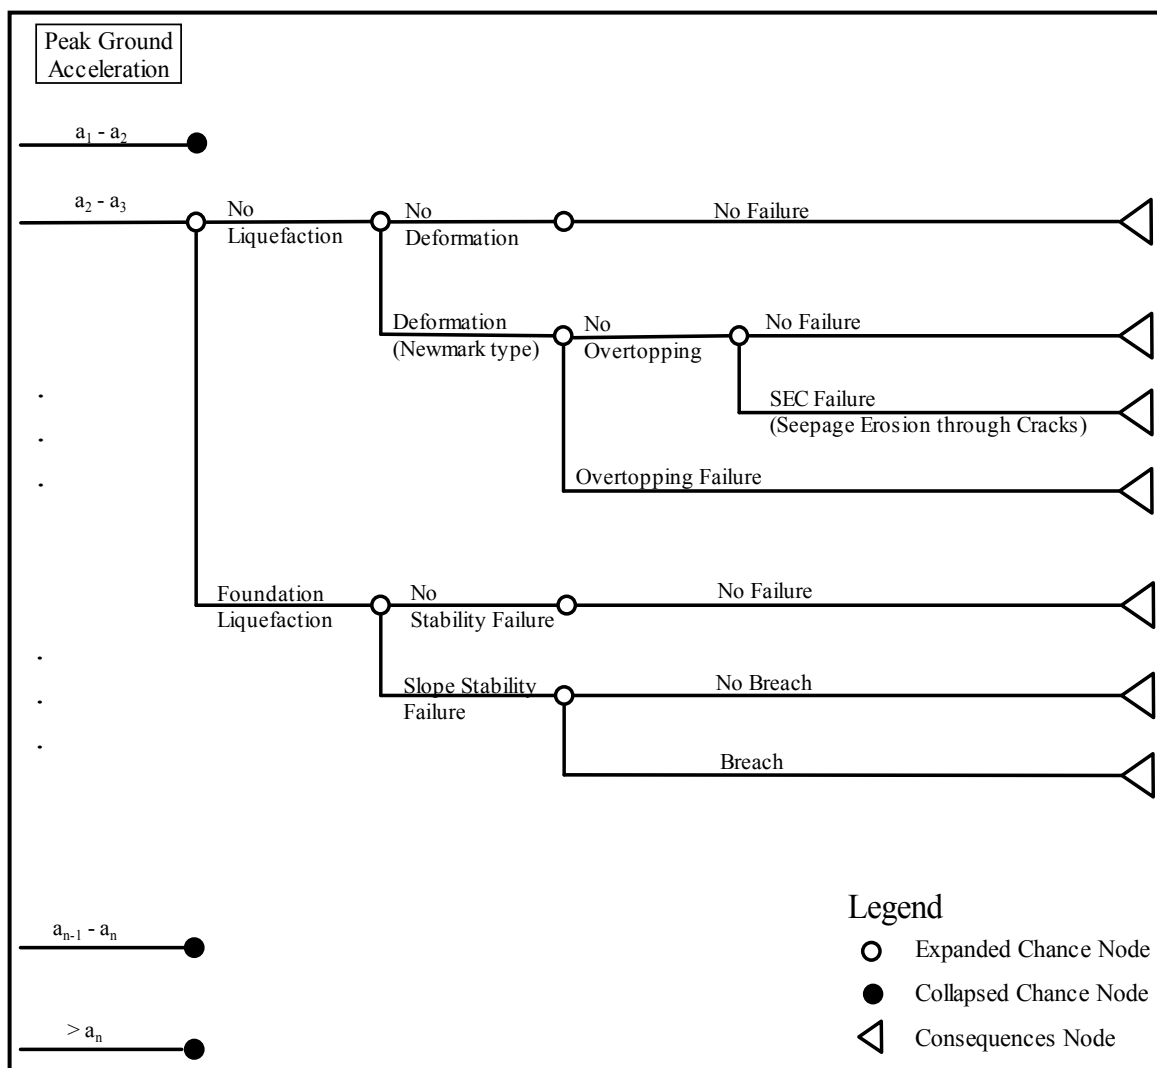 Peak Ground
Acceleration
a₁ - a₂
a₂ - a₃
No
Liquefaction
No
Deformation
No Failure
Deformation
(Newmark type)
No
Overtopping
No Failure
SEC Failure
(Seepage Erosion through Cracks)
Overtopping Failure
Foundation
Liquefaction
No
Stability Failure
No Failure
Slope Stability
Failure
No Breach
Breach
aₙ₋₁ - aₙ
> aₙ
Legend
Expanded Chance Node
Collapsed Chance Node
Consequences Node